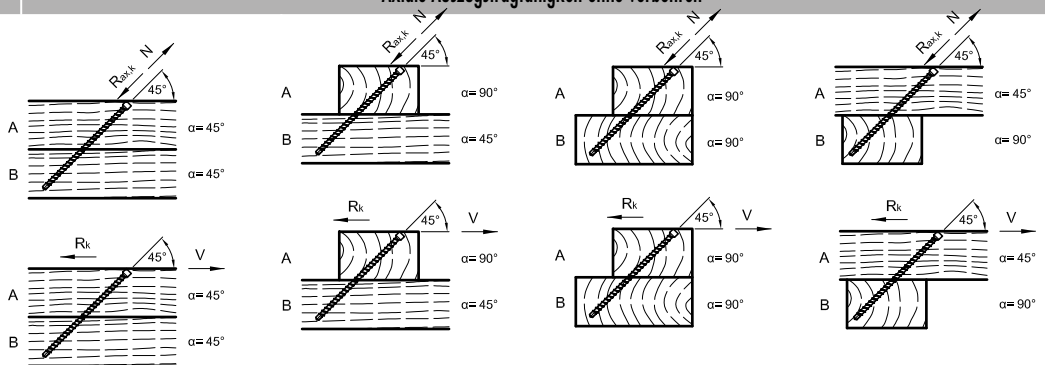 Axiale Auszugstragfähigkeit ohne Vorbohren
Rax,k N
45°
A α= 45°
B α= 45°
Rax,k N
45°
A α= 90°
B α= 45°
Rax,k N
45°
A α= 90°
B α= 90°
Rax,k N
45°
A α= 45°
B α= 90°
Rk 45° V
A α= 45°
B α= 45°
Rk 45° V
A α= 90°
B α= 45°
Rk 45° V
A α= 90°
B α= 90°
Rk 45° V
A α= 45°
B α= 90°